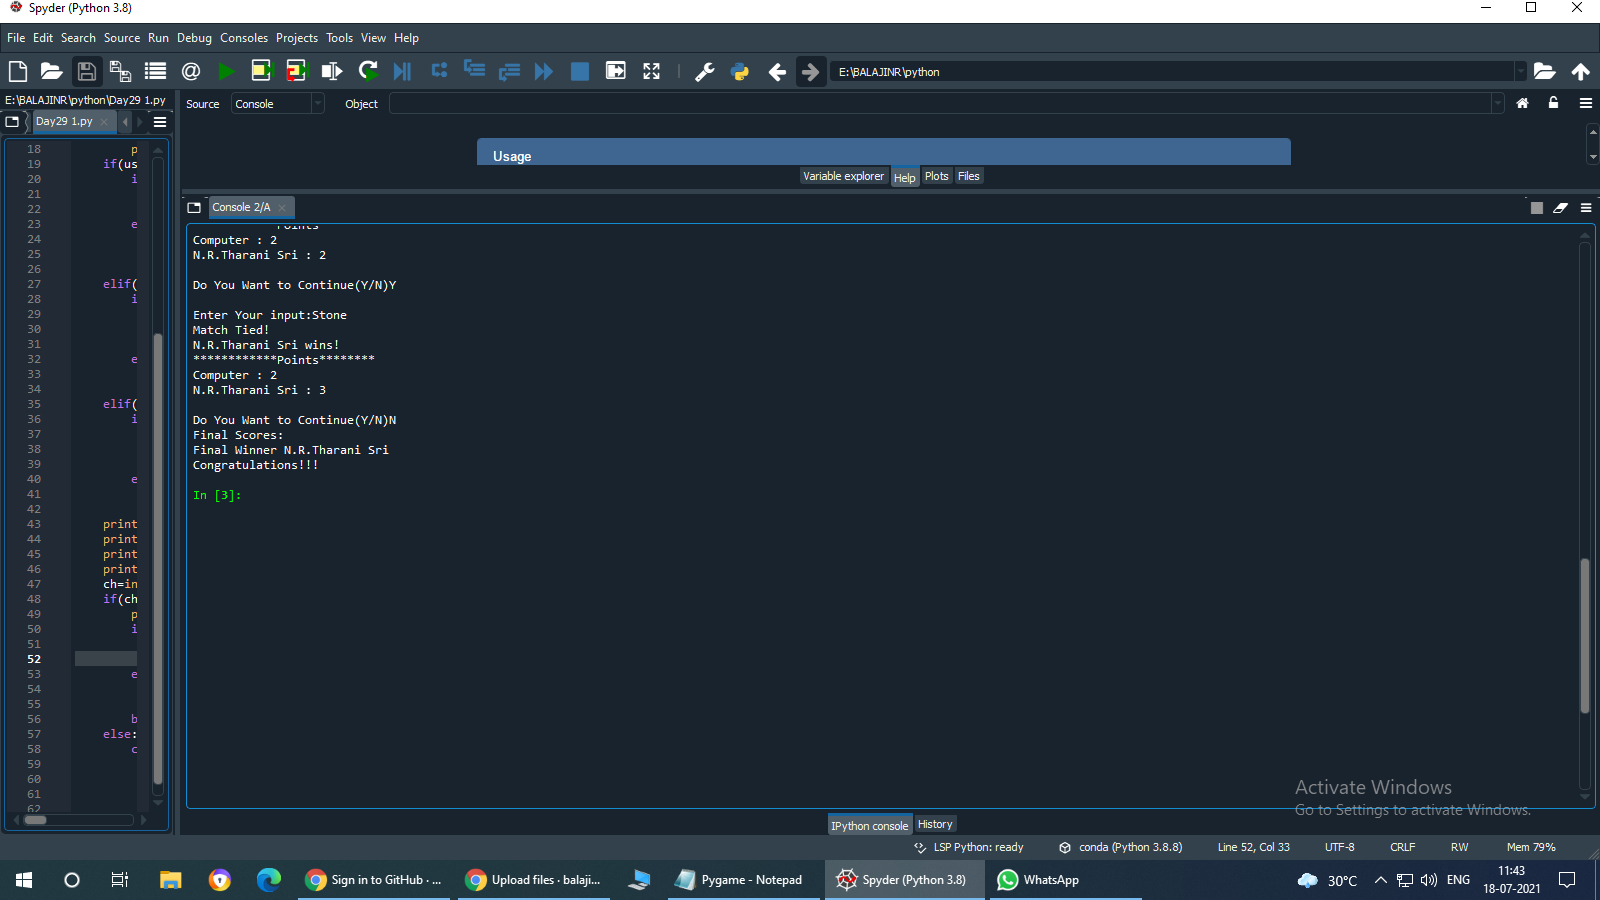 Spyder (Python 3.8)
File Edit Search Source Run Debug Consoles Projects Tools View Help
E:\BALAJINR\python
E:\BALAJINR\python\Day29 1.py
Source Console Object
Day29 1.py
Usage
Variable explorer Help Plots Files
Console 2/A
18 p
19 if(us
20 i
21
22
23 e
24
25
26
27 elif(
28 i
29
30
31
32 e
33
34
35 elif(
36 i
37
38
39
40 e
41
42
43 print
44 print
45 print
46 print
47 ch=in
48 if(ch
49 p
50 i
51
52
53 e
54
55
56 b
57 else:
58 c
59
60
61
62
Points
Computer : 2
N.R.Tharani Sri : 2
Do You Want to Continue(Y/N)Y
Enter Your input:Stone
Match Tied!
N.R.Tharani Sri wins!
************Points********
Computer : 2
N.R.Tharani Sri : 3
Do You Want to Continue(Y/N)N
Final Scores:
Final Winner N.R.Tharani Sri
Congratulations!!!
In [3]:
Activate Windows
Go to Settings to activate Windows.
IPython console History
LSP Python: ready conda (Python 3.8.8) Line 52, Col 33 UTF-8 CRLF RW Mem 79%
Sign in to GitHub · ... Upload files · balaji... Pygame - Notepad Spyder (Python 3.8) WhatsApp 30°C ENG
11:43
18-07-2021